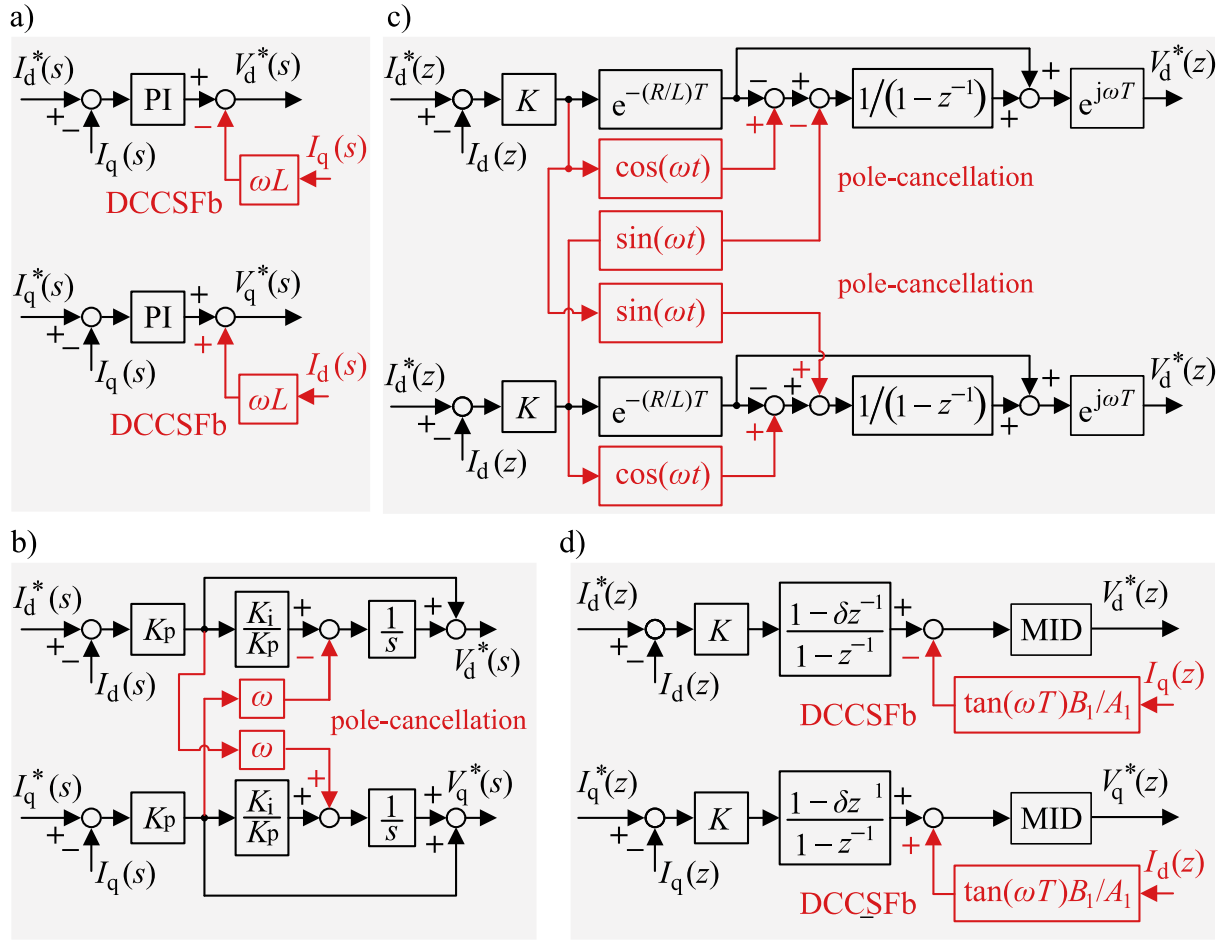 a)
I_d*(s) + − PI + − V_d*(s)
I_q(s) I_q(s)
DCCSFb ωL
I_q*(s) + − PI + + V_q*(s)
I_q(s) I_d(s)
DCCSFb ωL
c)
I_d*(z) + − K e^{−(R/L)T} − + + − 1/(1−z^{−1}) + + e^{jωT} V_d*(z)
I_d(z)
cos(ωt) pole-cancellation
sin(ωt)
sin(ωt) pole-cancellation
I_d*(z) + − K e^{−(R/L)T} − + + + 1/(1−z^{−1}) + + e^{jωT} V_d*(z)
I_d(z)
cos(ωt)
b)
I_d*(s) + − K_p K_i/K_p + − 1/s + V_d*(s)
I_d(s)
ω
pole-cancellation
ω
I_q*(s) + − K_p K_i/K_p + + 1/s + + V_q*(s)
I_q(s)
d)
I_d*(z) + − K (1−δz^{−1})/(1−z^{−1}) + − MID V_d*(z)
I_d(z) I_q(z)
DCCSFb tan(ωT)B_1/A_1
I_q*(z) + − K (1−δz^{1})/(1−z^{−1}) + + MID V_q*(z)
I_q(z) I_d(z)
DCCSFb tan(ωT)B_1/A_1